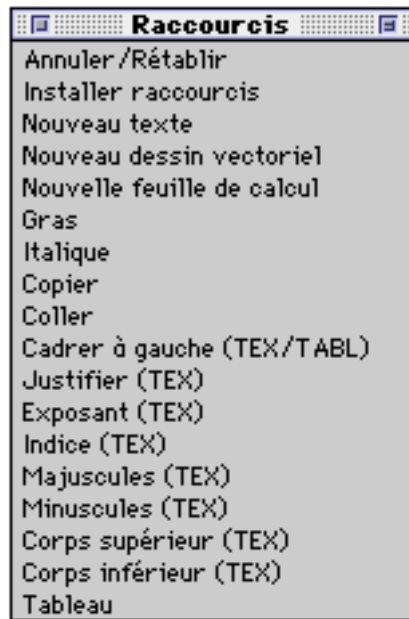 Raccourcis
Annuler/Rétablir
Installer raccourcis
Nouveau texte
Nouveau dessin vectoriel
Nouvelle feuille de calcul
Gras
Italique
Copier
Coller
Cadrer à gauche (TEX/TABL)
Justifier (TEX)
Exposant (TEX)
Indice (TEX)
Majuscules (TEX)
Minuscules (TEX)
Corps supérieur (TEX)
Corps inférieur (TEX)
Tableau